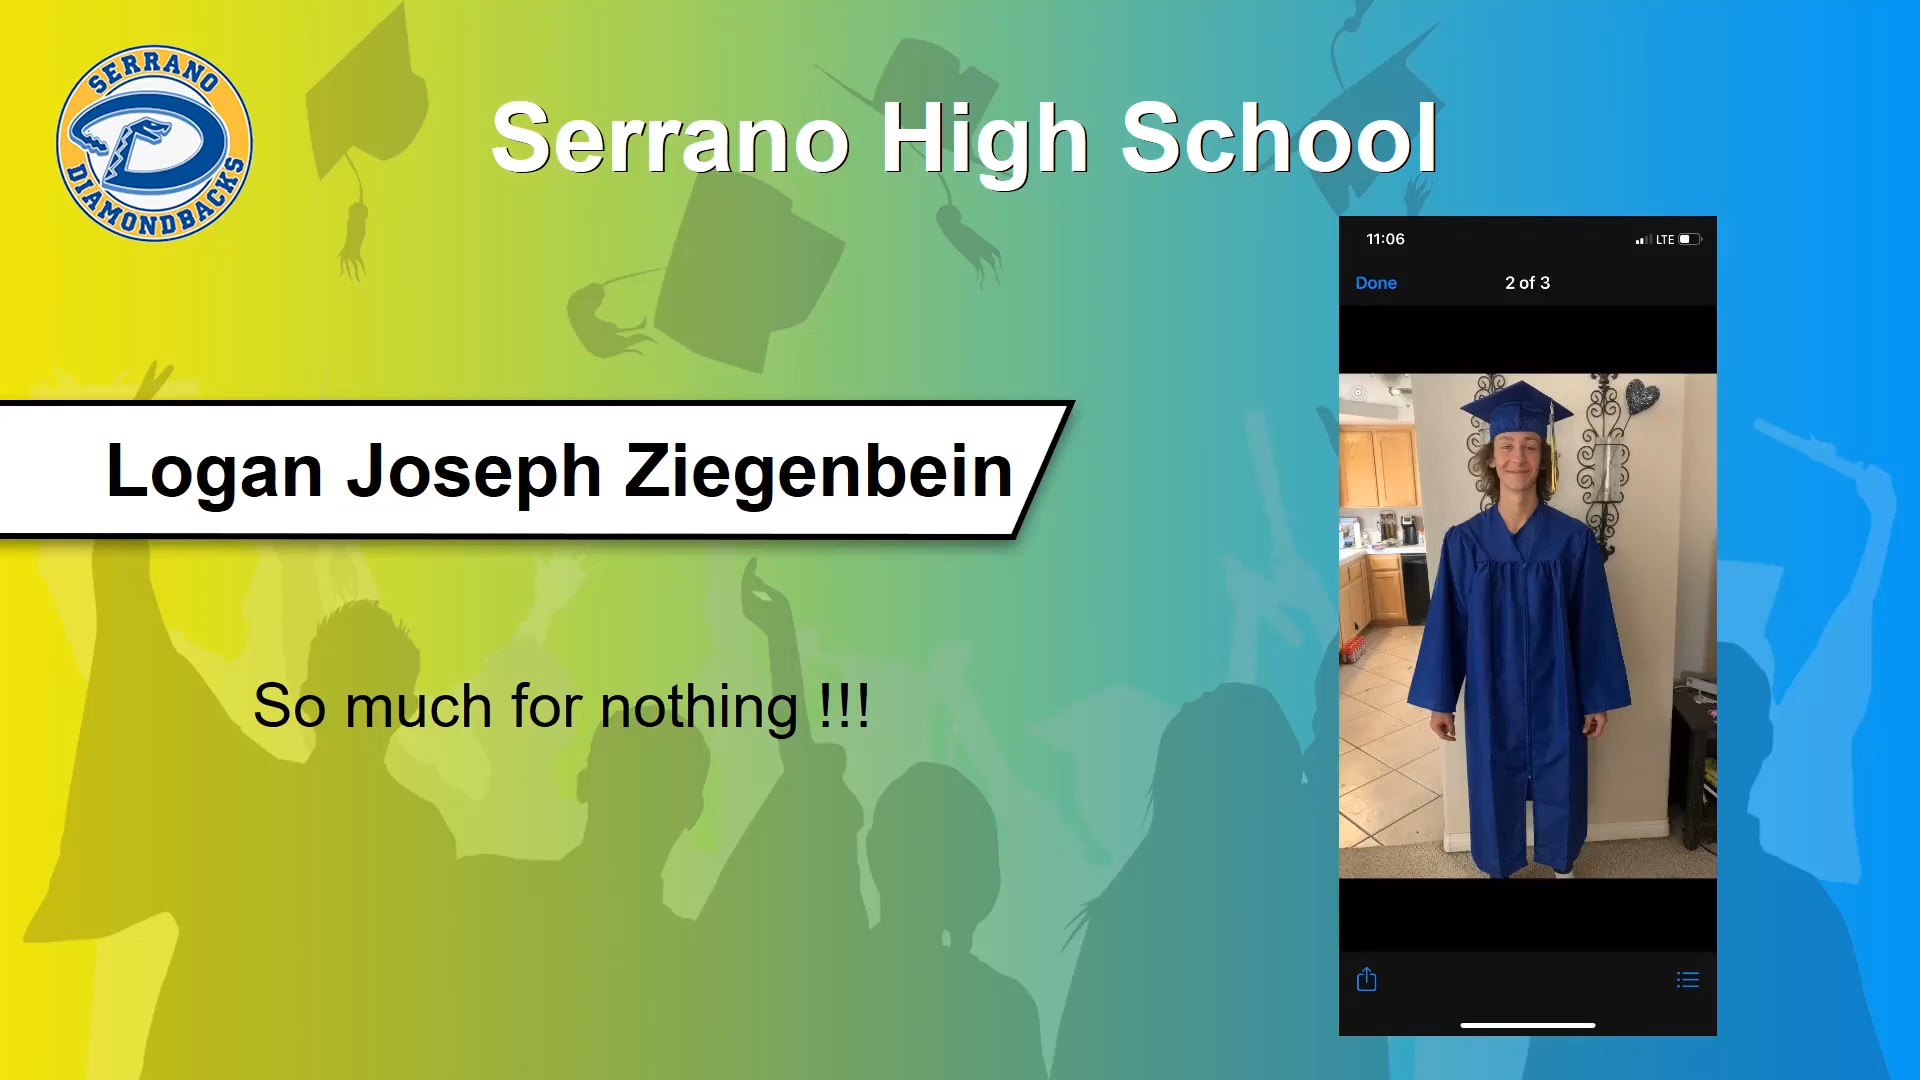 SERRANO
DIAMONDBACKS
Serrano High School
11:06
LTE
Done
2 of 3
Logan Joseph Ziegenbein
So much for nothing !!!